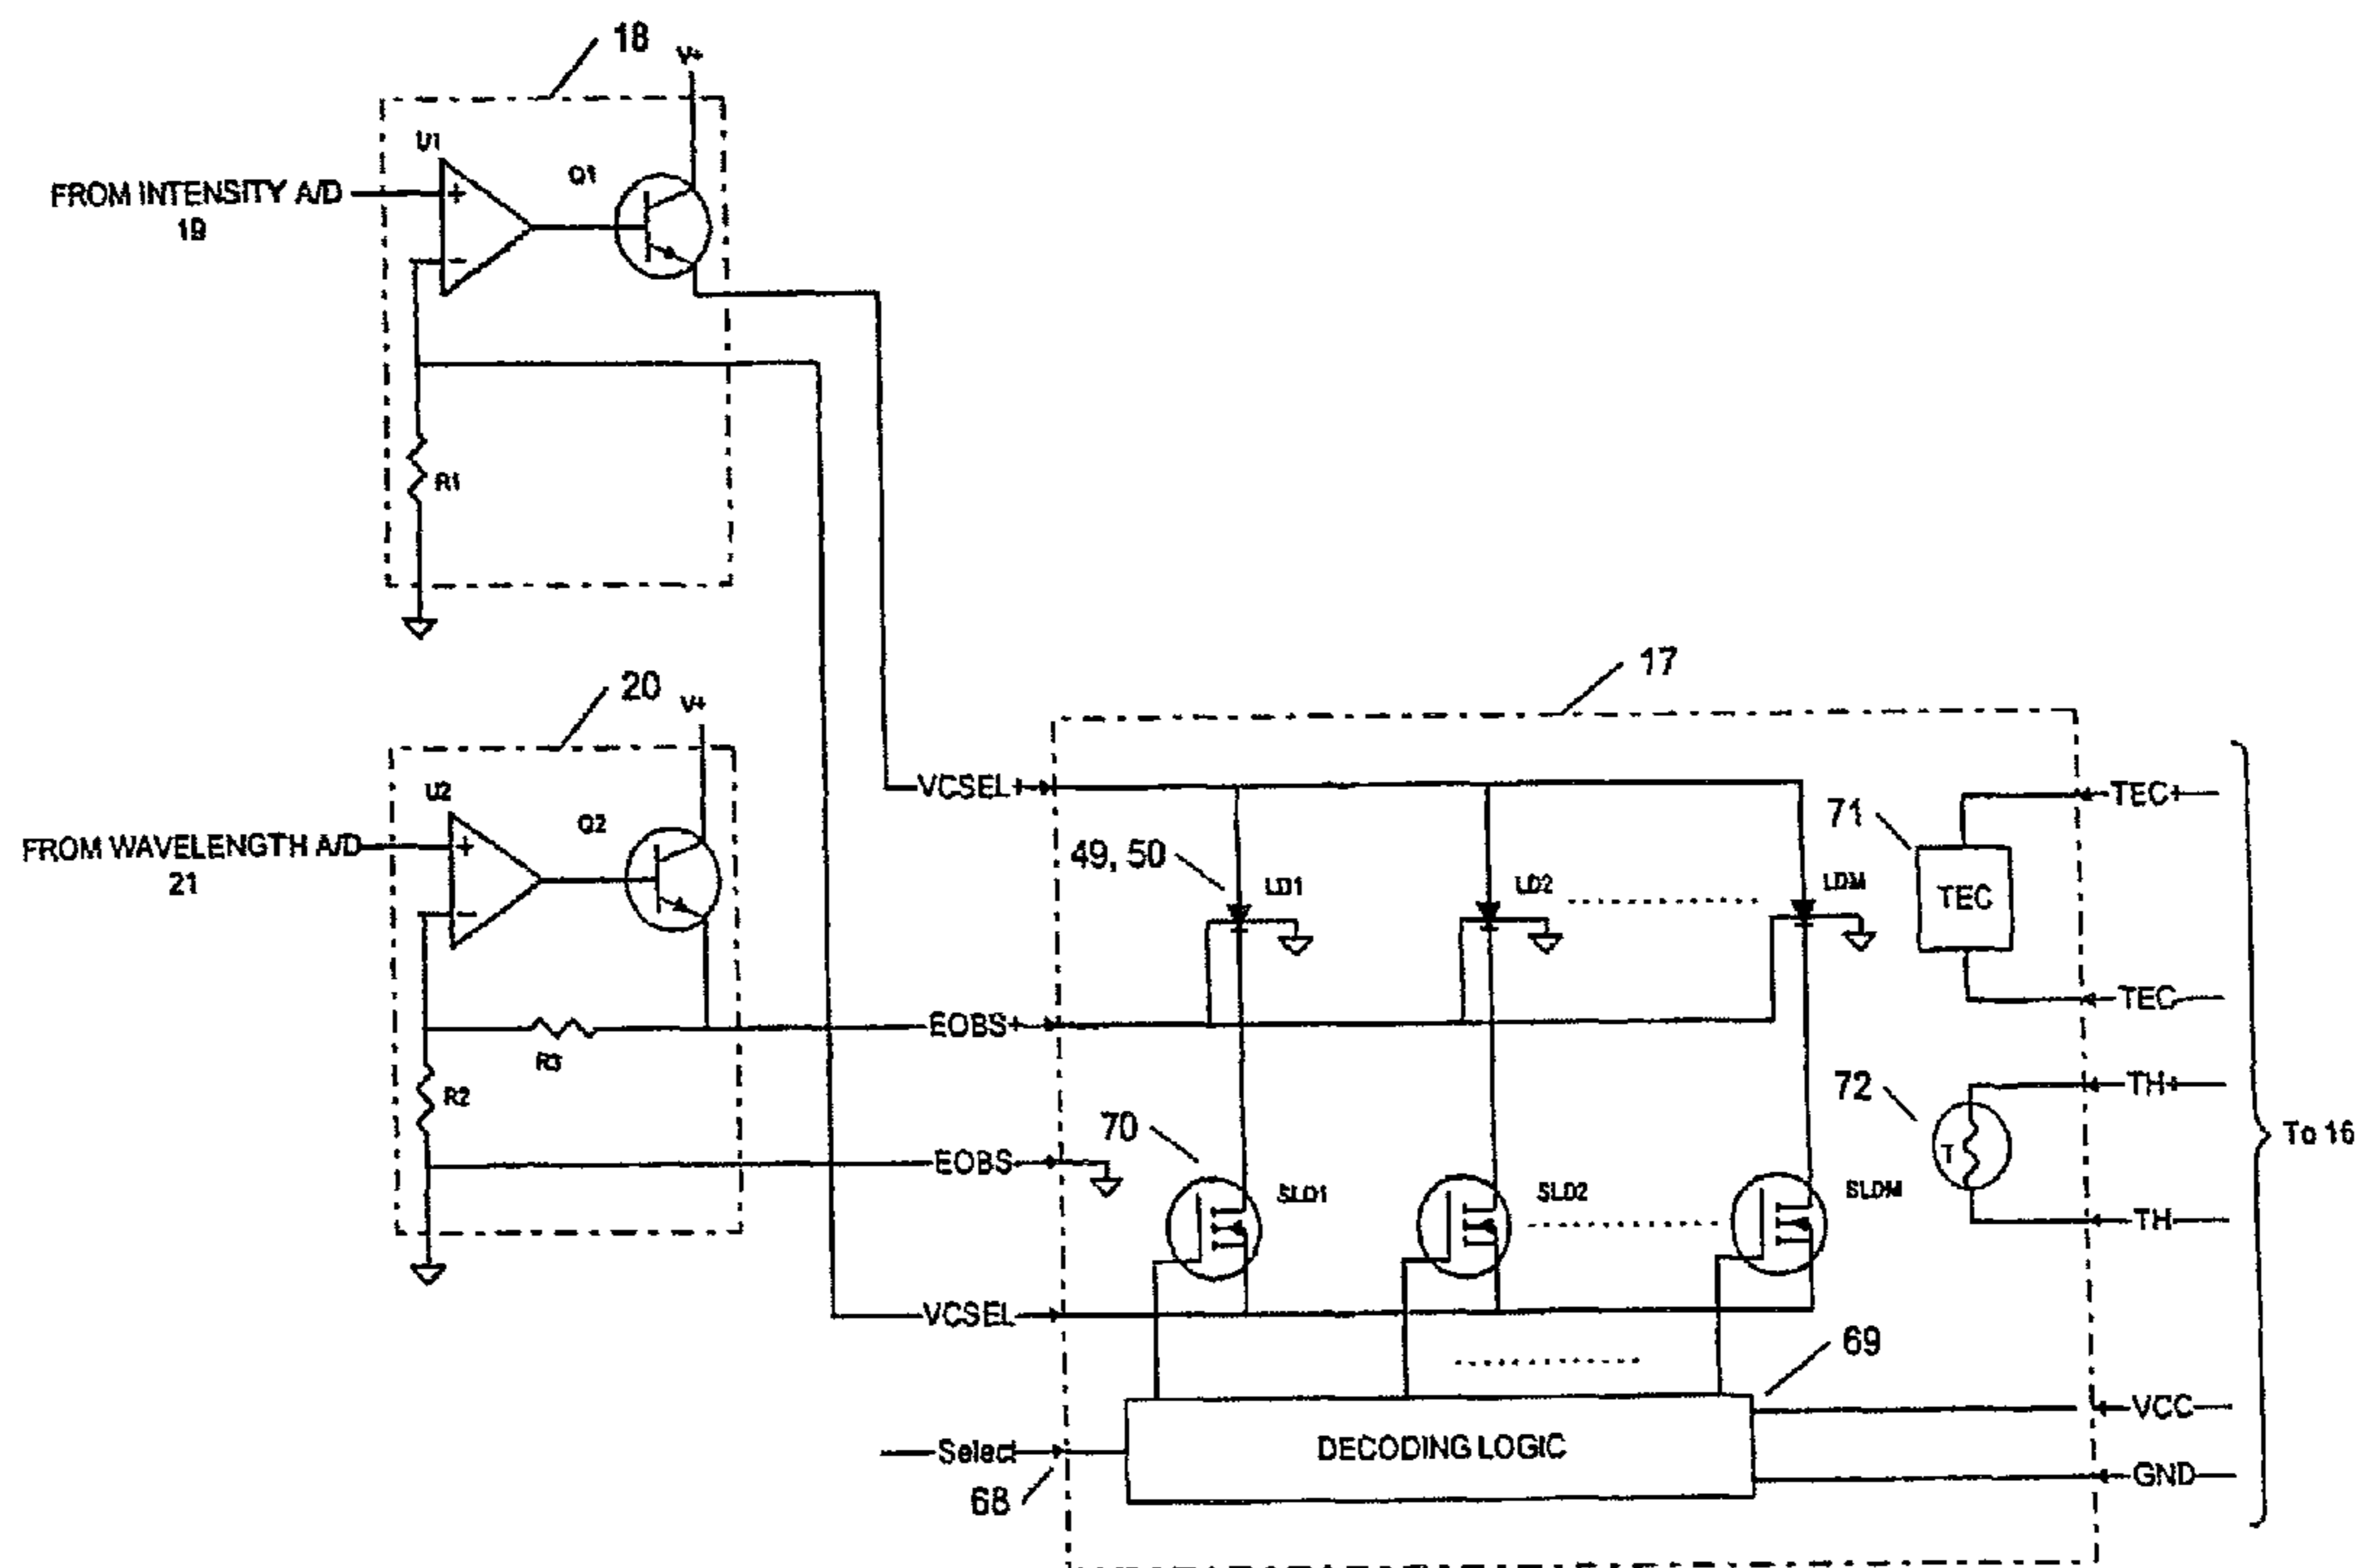 18
V+
U1
Q1
FROM INTENSITY A/D
19
R1
20
V+
U2
Q2
FROM WAVELENGTH A/D
21
R3
R2
17
VCSEL+
49, 50
LD1
LD2
LDM
71
TEC
TEC+
TEC-
EOBS+
EOBS-
70
SLD1
SLD2
SLDM
72
T
TH+
TH-
To 16
VCSEL-
69
VCC
Select
DECODING LOGIC
GND
68